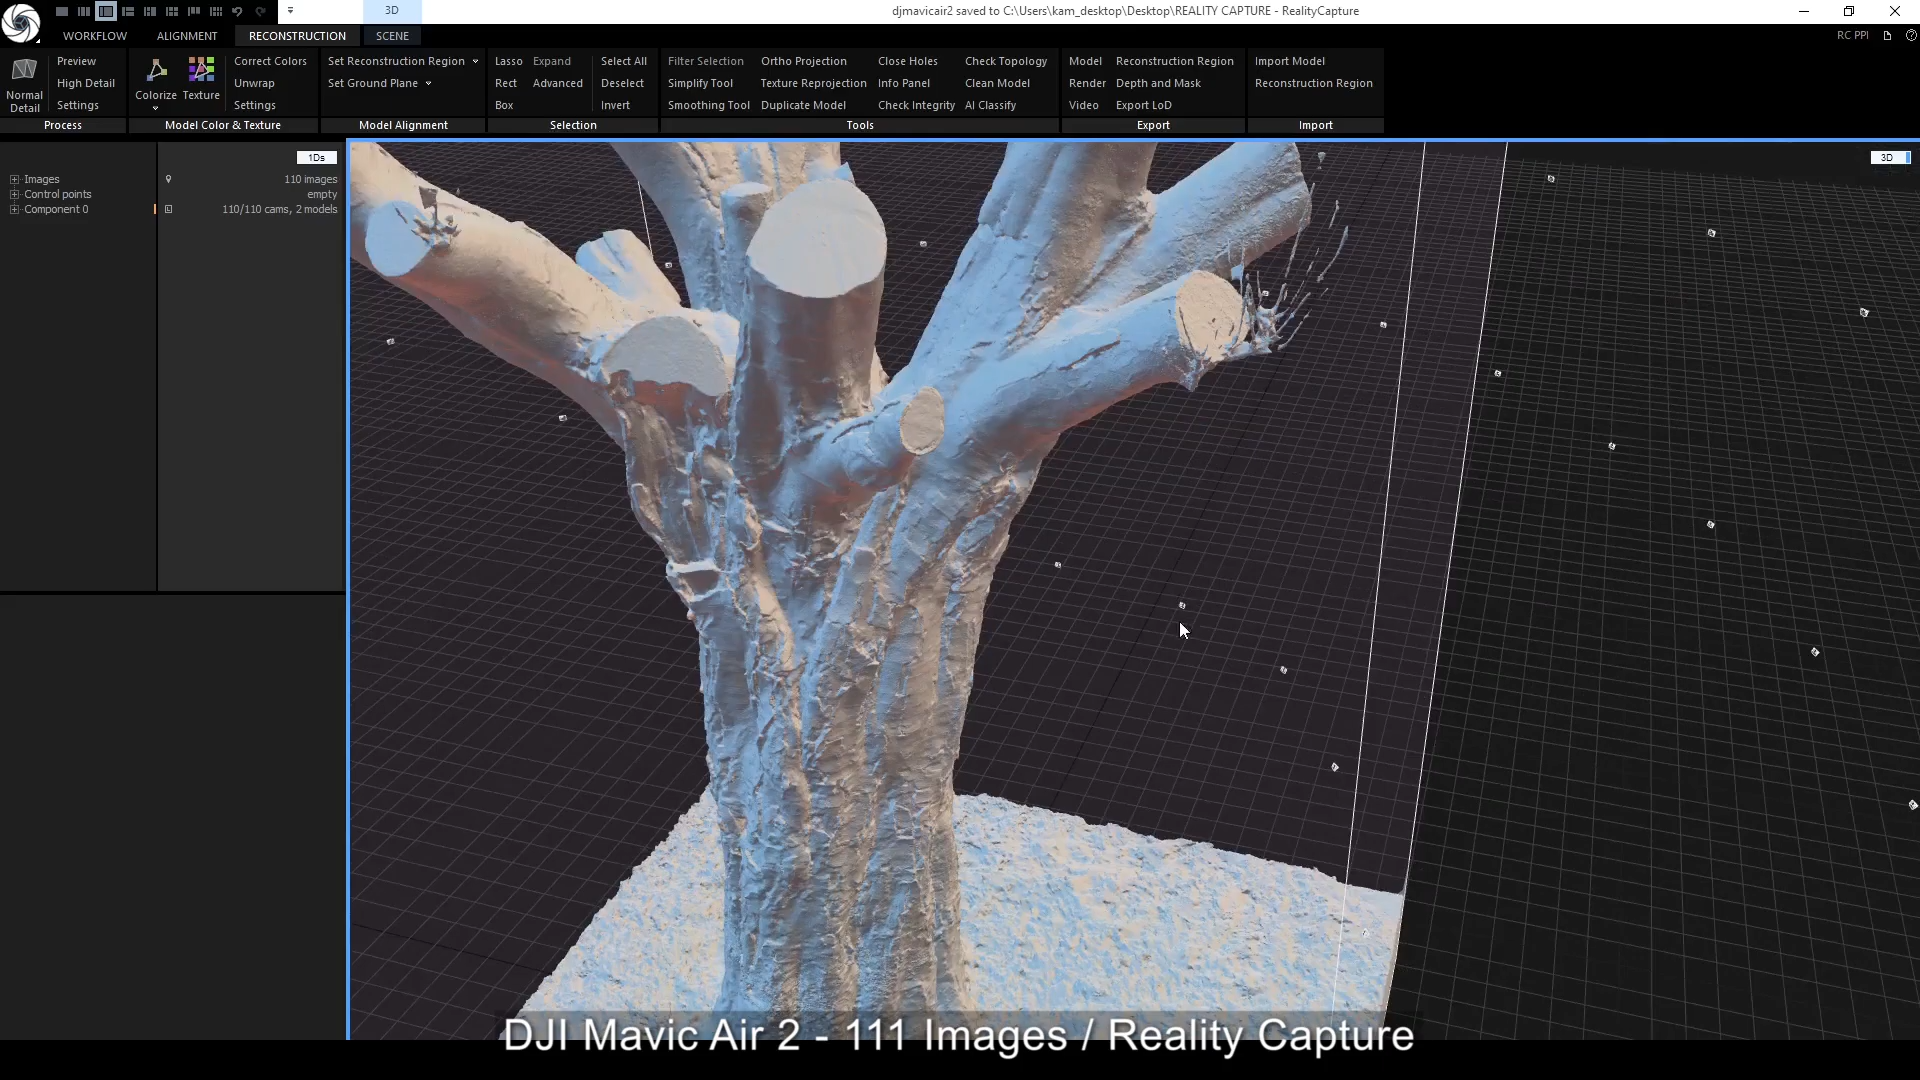 3D
djmavicair2 saved to C:\Users\kam_desktop\Desktop\REALITY CAPTURE - RealityCapture
WORKFLOW
ALIGNMENT
RECONSTRUCTION
SCENE
RC PPI
Normal Detail
Preview
High Detail
Settings
Process
Colorize
Texture
Correct Colors
Unwrap
Settings
Model Color & Texture
Set Reconstruction Region
Set Ground Plane
Model Alignment
Lasso
Expand
Select All
Rect
Advanced
Deselect
Box
Invert
Selection
Filter Selection
Ortho Projection
Close Holes
Check Topology
Simplify Tool
Texture Reprojection
Info Panel
Clean Model
Smoothing Tool
Duplicate Model
Check Integrity
AI Classify
Tools
Model
Reconstruction Region
Render
Depth and Mask
Video
Export LoD
Export
Import Model
Reconstruction Region
Import
1Ds
Images
110 images
Control points
empty
Component 0
110/110 cams, 2 models
3D
DJI Mavic Air 2 - 111 Images / Reality Capture